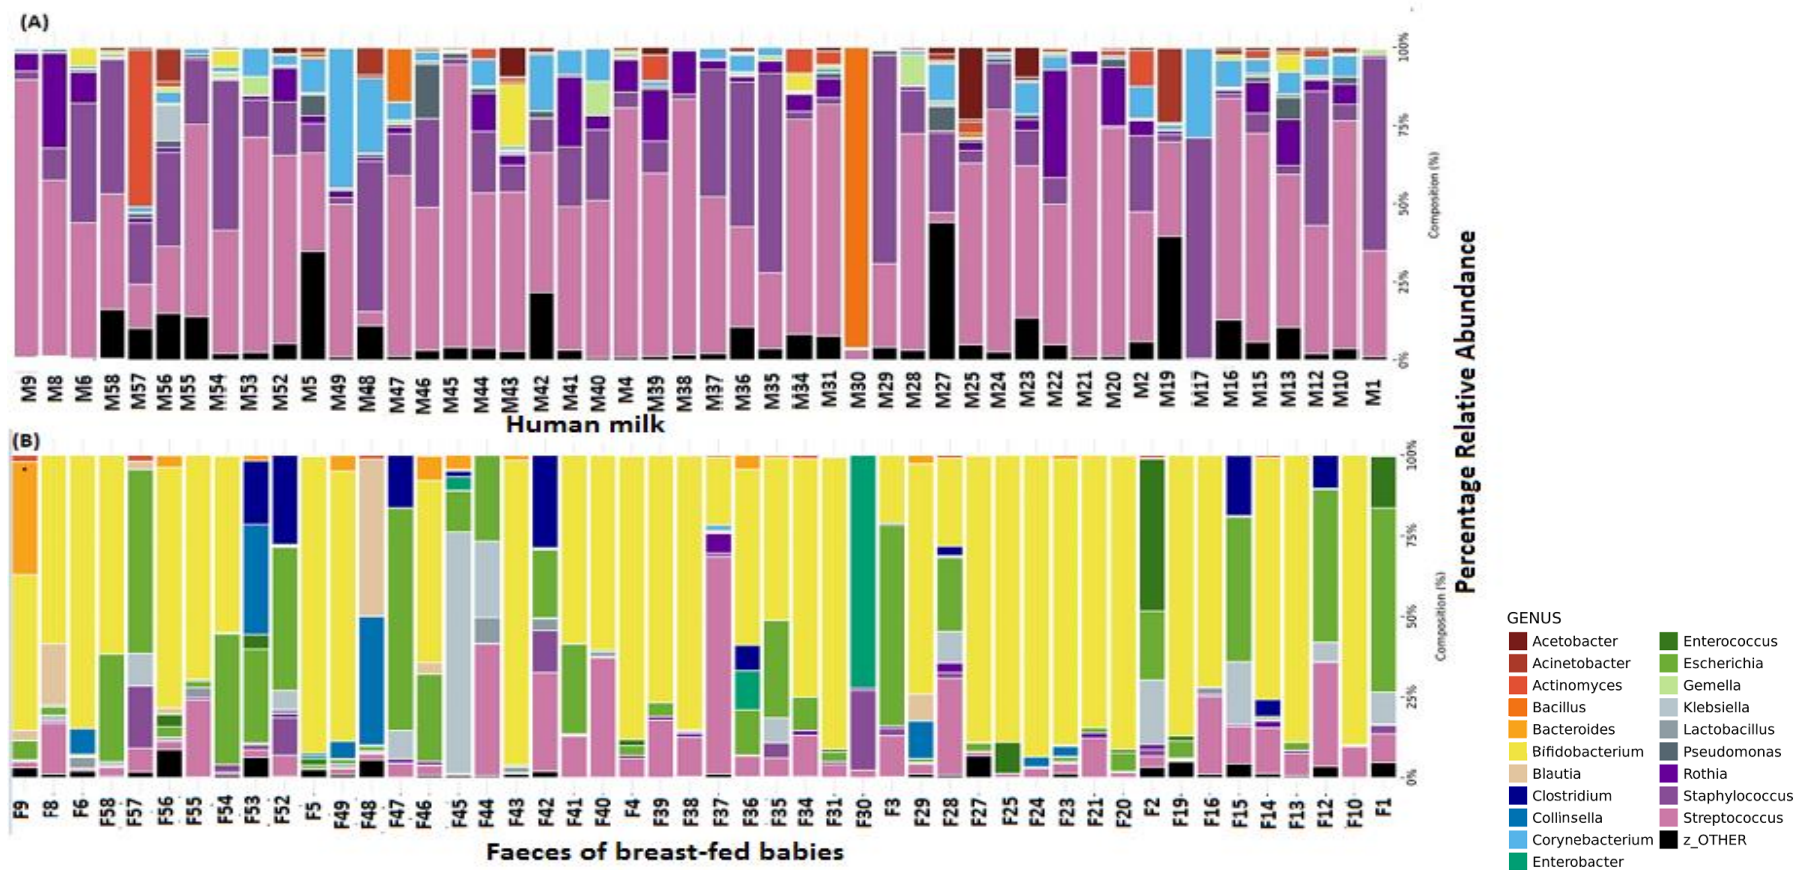 (A)
100%
75%
50%
25%
0%
Composition (%)
M9 M8 M6 M58 M57 M56 M55 M54 M53 M52 M5 M49 M48 M47 M46 M45 M44 M43 M42 M41 M40 M4 M39 M38 M37 M36 M35 M34 M31 M30 M29 M28 M27 M25 M24 M23 M22 M21 M20 M2 M19 M17 M16 M15 M13 M12 M10 M1
Human milk
Percentage Relative Abundance
(B)
100%
75%
50%
25%
0%
Composition (%)
F9 F8 F6 F58 F57 F56 F55 F54 F53 F52 F5 F49 F48 F47 F46 F45 F44 F43 F42 F41 F40 F4 F39 F38 F37 F36 F35 F34 F31 F30 F3 F29 F28 F27 F25 F24 F23 F21 F20 F2 F19 F16 F15 F14 F13 F12 F10 F1
Faeces of breast-fed babies
GENUS
Acetobacter
Acinetobacter
Actinomyces
Bacillus
Bacteroides
Bifidobacterium
Blautia
Clostridium
Collinsella
Corynebacterium
Enterobacter
Enterococcus
Escherichia
Gemella
Klebsiella
Lactobacillus
Pseudomonas
Rothia
Staphylococcus
Streptococcus
z_OTHER